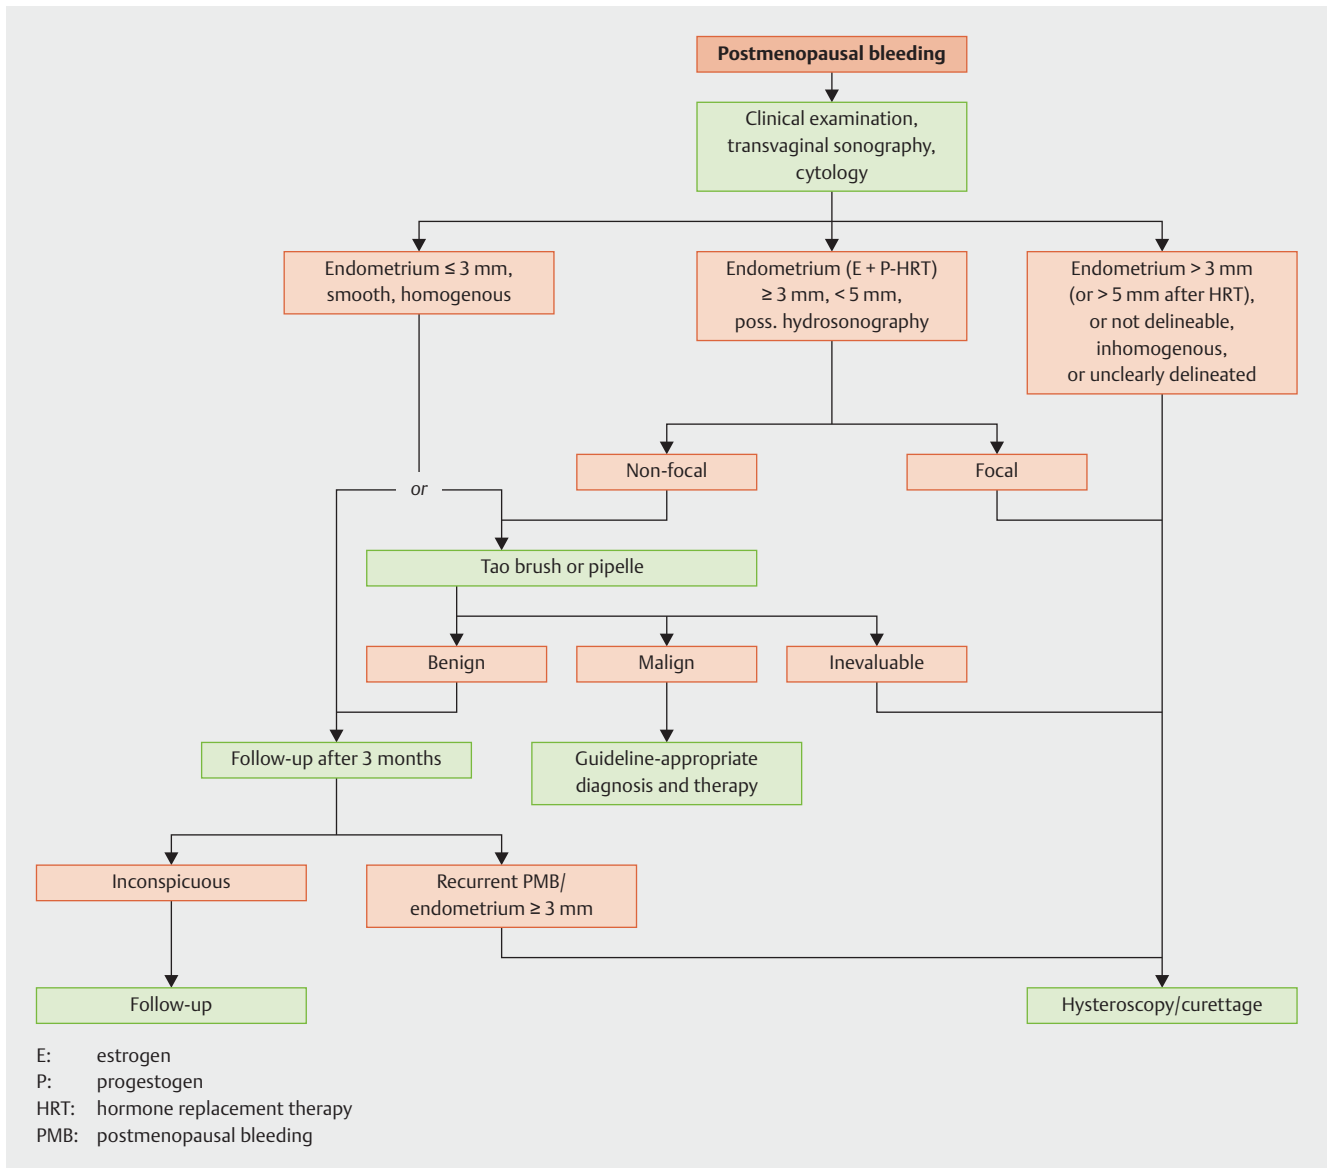 Postmenopausal bleeding
Clinical examination,
transvaginal sonography,
cytology
Endometrium ≤ 3 mm,
smooth, homogenous
Endometrium (E + P-HRT)
≥ 3 mm, < 5 mm,
poss. hydrosonography
Endometrium > 3 mm
(or > 5 mm after HRT),
or not delineable,
inhomogenous,
or unclearly delineated
Non-focal
Focal
or
Tao brush or pipelle
Benign
Malign
Inevaluable
Follow-up after 3 months
Guideline-appropriate
diagnosis and therapy
Inconspicuous
Recurrent PMB/
endometrium ≥ 3 mm
Follow-up
Hysteroscopy/curettage
E: estrogen
P: progestogen
HRT: hormone replacement therapy
PMB: postmenopausal bleeding